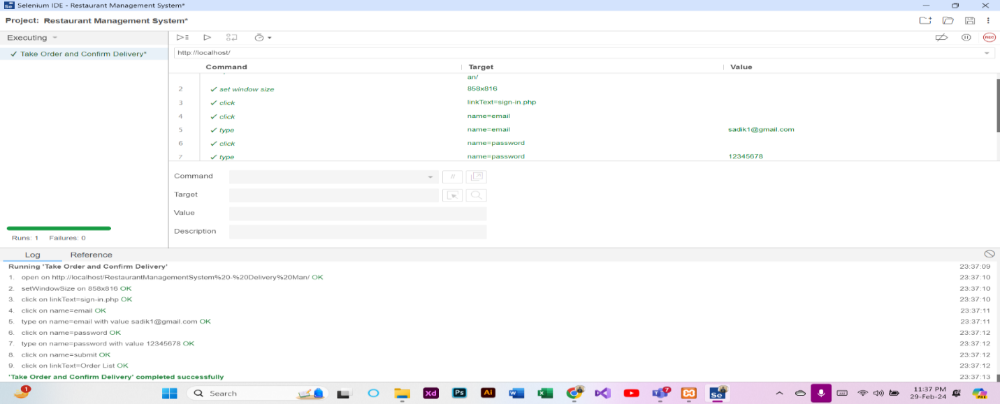 Selenium IDE - Restaurant Management System*
Project: Restaurant Management System*
Executing
✓ Take Order and Confirm Delivery*
http://localhost/
Command Target Value
an/
2 ✓ set window size 858x816
3 ✓ click linkText=sign-in.php
4 ✓ click name=email
5 ✓ type name=email sadik1@gmail.com
6 ✓ click name=password
7 ✓ type name=password 12345678
Command //
Target
Value
Description
Runs: 1 Failures: 0
REC
Log Reference
Running 'Take Order and Confirm Delivery' 23:37:09
1. open on http://localhost/RestaurantManagementSystem%20-%20Delivery%20Man/ OK 23:37:10
2. setWindowSize on 858x816 OK 23:37:10
3. click on linkText=sign-in.php OK 23:37:10
4. click on name=email OK 23:37:11
5. type on name=email with value sadik1@gmail.com OK 23:37:11
6. click on name=password OK 23:37:12
7. type on name=password with value 12345678 OK 23:37:12
8. click on name=submit OK 23:37:12
9. click on linkText=Order List OK 23:37:12
'Take Order and Confirm Delivery' completed successfully 23:37:13
1 Search Xd Ps Ai 7 Se 11:37 PM
29-Feb-24 PRE